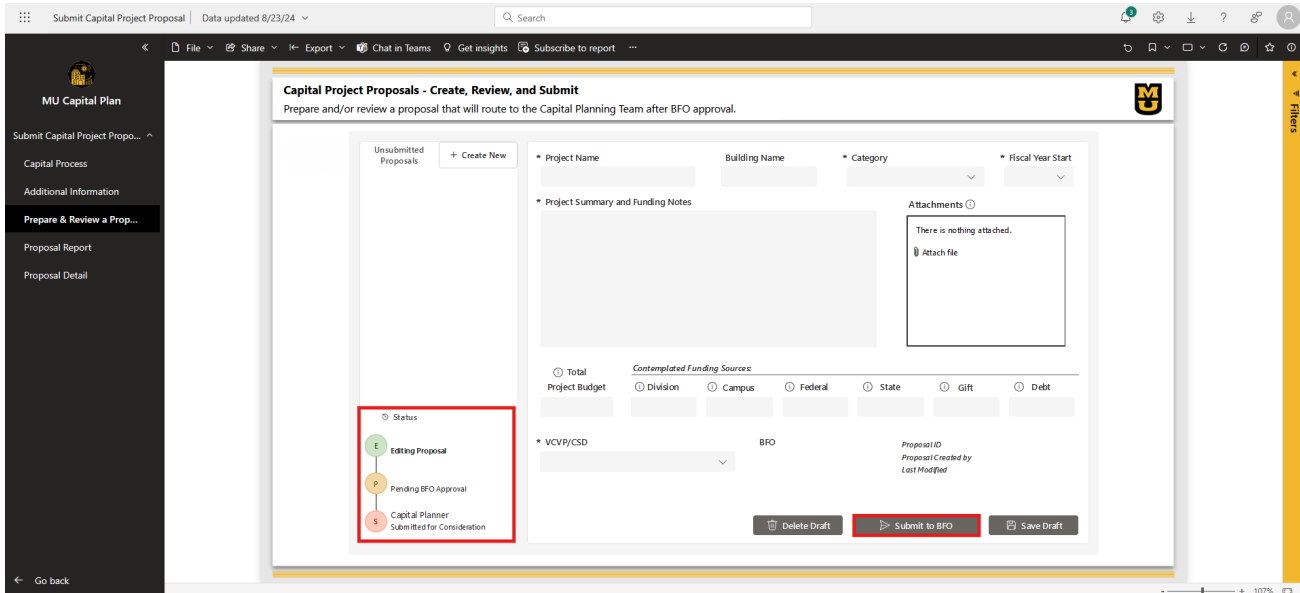 Submit Capital Project Proposal | Data updated 8/23/24
Search
3
File Share Export Chat in Teams Get insights Subscribe to report ...
MU Capital Plan
Submit Capital Project Propo...
Capital Process
Additional Information
Prepare & Review a Prop...
Proposal Report
Proposal Detail
Go back
Filters
Capital Project Proposals - Create, Review, and Submit
Prepare and/or review a proposal that will route to the Capital Planning Team after BFO approval.
MU
Unsubmitted
Proposals
+ Create New
* Project Name Building Name * Category * Fiscal Year Start
* Project Summary and Funding Notes
Attachments
There is nothing attached.
Attach file
Total
Project Budget
Contemplated Funding Sources:
Division Campus Federal State Gift Debt
Status
E Editing Proposal
P Pending BFO Approval
S Capital Planner
Submitted for Consideration
* VCVP/CSD BFO
Proposal ID
Proposal Created by
Last Modified
Delete Draft Submit to BFO Save Draft
- + 107%